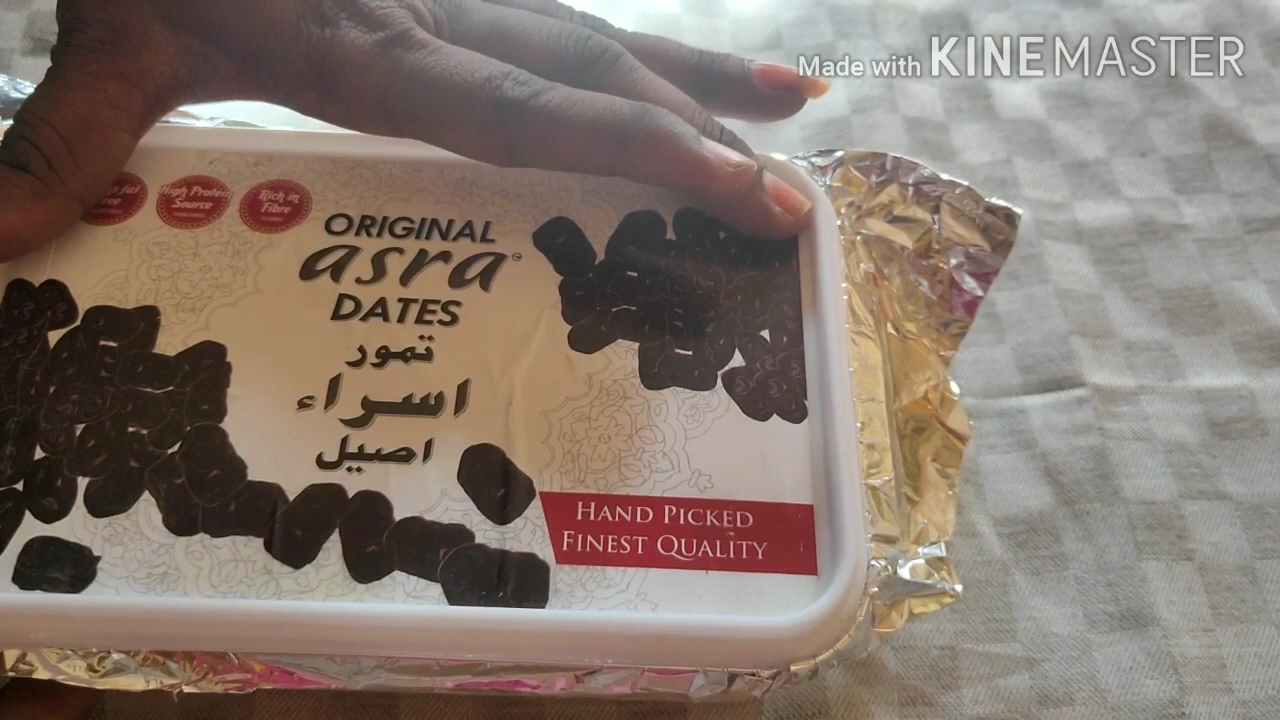 Made with KINEMASTER
High Protein
Source
Rich in
Fibre
ORIGINAL
asra
DATES
تمور
اسراء
اصيل
HAND PICKED
FINEST QUALITY